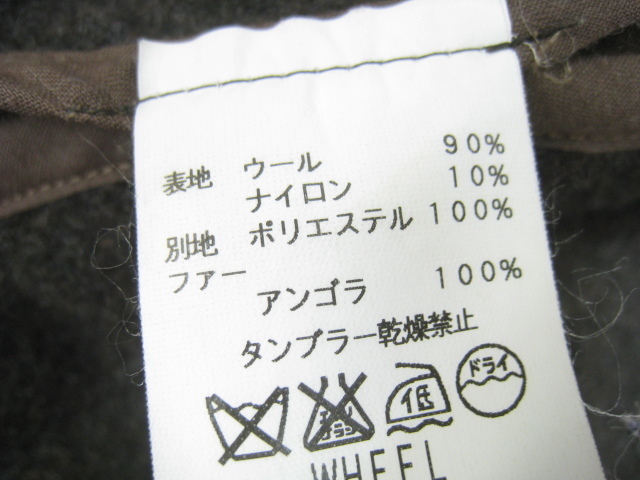 表地 ウール 90%
ナイロン 10%
別地 ポリエステル 100%
ファー
アンゴラ 100%
タンブラー乾燥禁止
低 ドライ
WHEEL